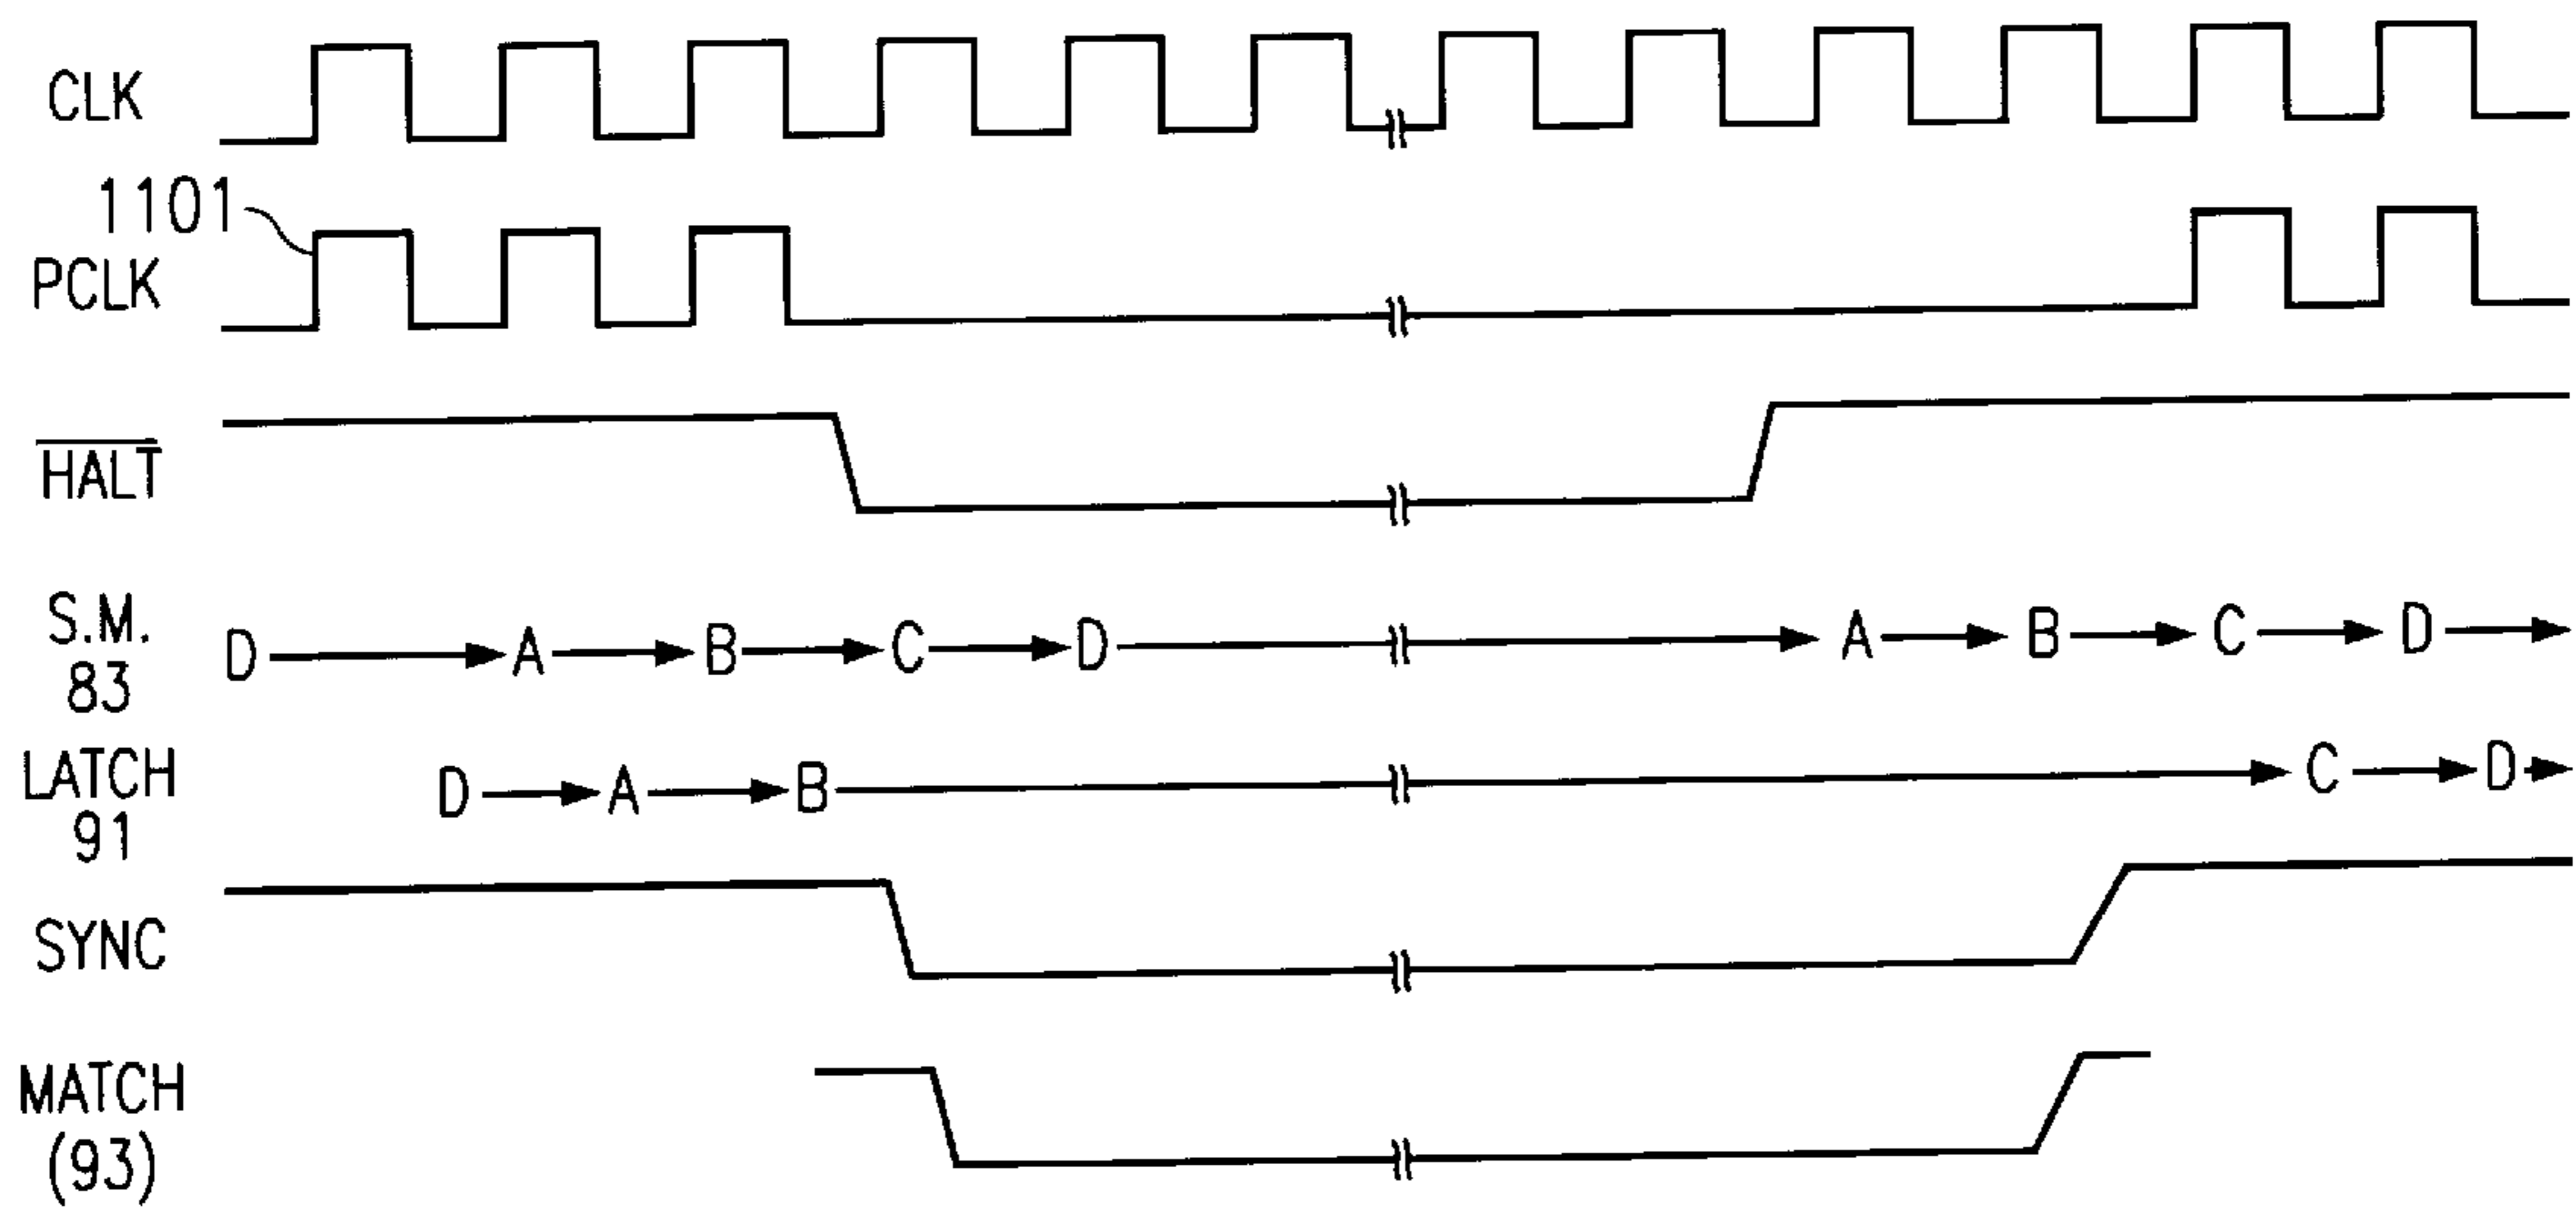 CLK
1101
PCLK
HALT
S.M.
83
D A B C D A B C D
LATCH
91
D A B C D
SYNC
MATCH
(93)